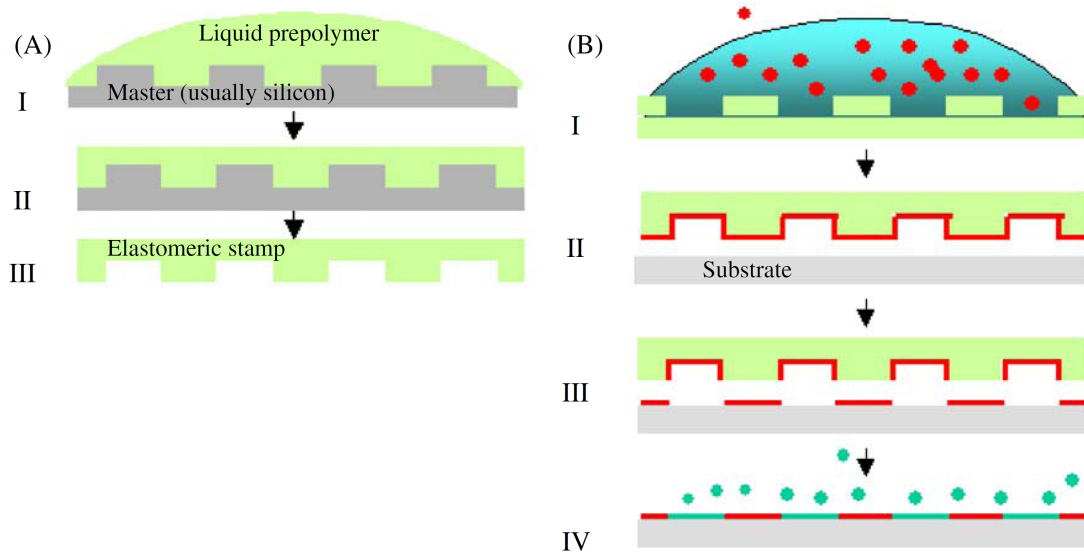 (A)
Liquid prepolymer
I
Master (usually silicon)
II
Elastomeric stamp
III
(B)
I
II
Substrate
III
IV